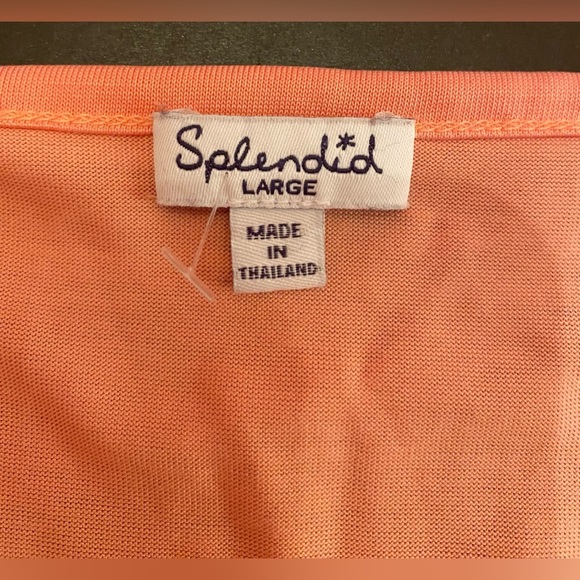 Splendid
LARGE
MADE
IN
THAILAND